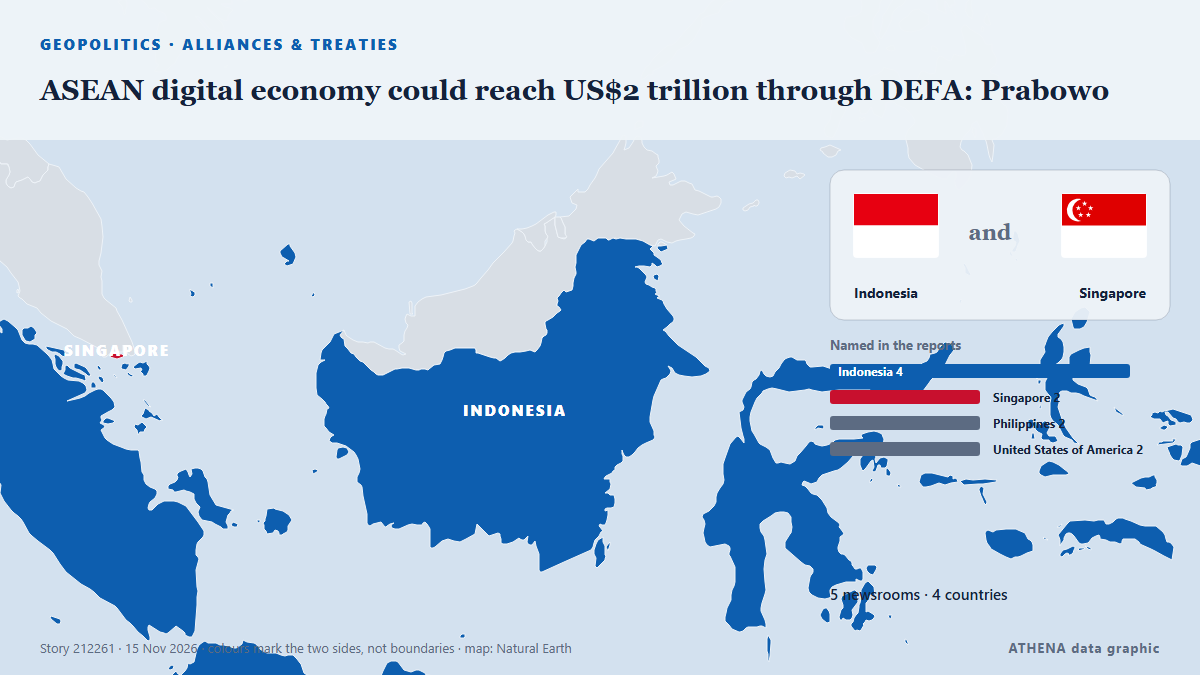 GEOPOLITICS · ALLIANCES & TREATIES
ASEAN digital economy could reach US$2 trillion through DEFA: Prabowo
and
Indonesia
Singapore
SINGAPORE
INDONESIA
Named in the reports
Indonesia 4
Singapore 2
Philippines 2
United States of America 2
5 newsrooms · 4 countries
Story 212261 · 15 Nov 2026 · colours mark the two sides, not boundaries · map: Natural Earth
ATHENA data graphic